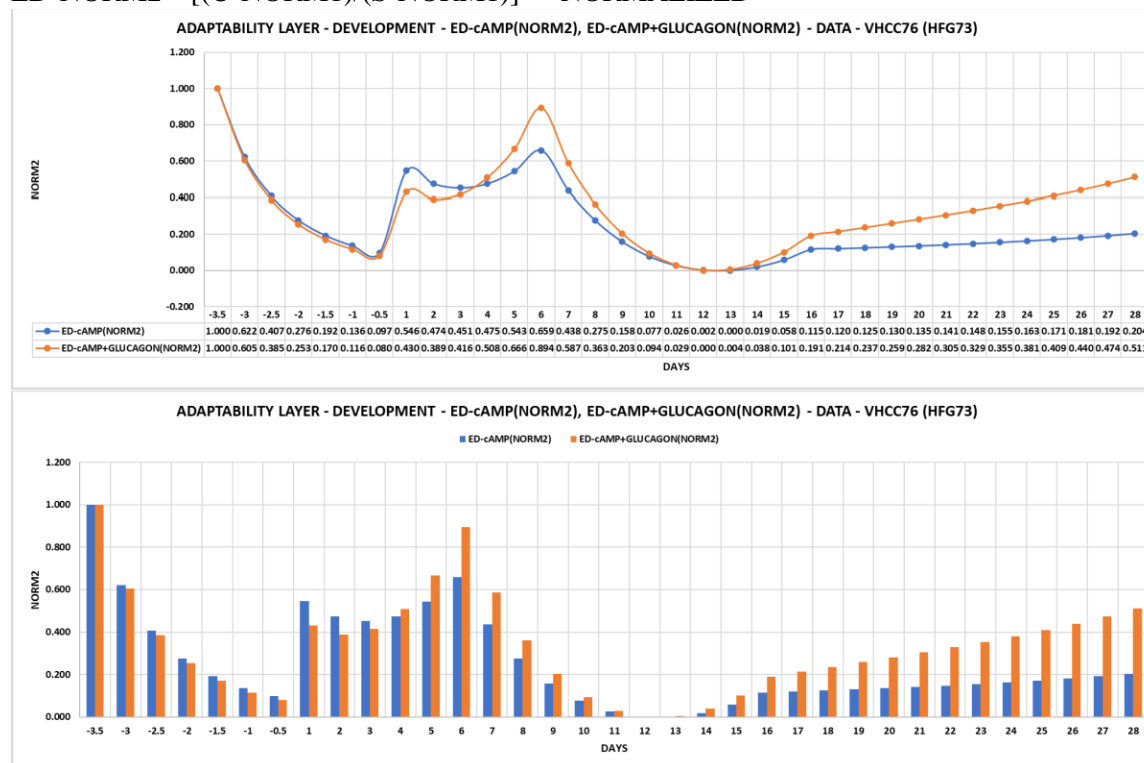 ADAPTABILITY LAYER - DEVELOPMENT - ED-cAMP(NORM2), ED-cAMP+GLUCAGON(NORM2) - DATA - VHCC76 (HFG73)
1.200
1.000
0.800
0.600
0.400
0.200
0.000
-0.200
NORM2
-3.5 -3 -2.5 -2 -1.5 -1 -0.5 1 2 3 4 5 6 7 8 9 10 11 12 13 14 15 16 17 18 19 20 21 22 23 24 25 26 27 28
ED-cAMP(NORM2) 1.000 0.622 0.407 0.276 0.192 0.136 0.097 0.546 0.474 0.451 0.475 0.543 0.659 0.438 0.275 0.158 0.077 0.026 0.002 0.000 0.019 0.058 0.115 0.120 0.125 0.130 0.135 0.141 0.148 0.155 0.163 0.171 0.181 0.192
ED-cAMP+GLUCAGON(NORM2) 1.000 0.605 0.385 0.253 0.170 0.116 0.080 0.430 0.389 0.416 0.508 0.666 0.894 0.587 0.363 0.203 0.094 0.029 0.000 0.004 0.038 0.101 0.191 0.214 0.237 0.259 0.282 0.305 0.329 0.355 0.381 0.409 0.440 0.474
DAYS
ADAPTABILITY LAYER - DEVELOPMENT - ED-cAMP(NORM2), ED-cAMP+GLUCAGON(NORM2) - DATA - VHCC76 (HFG73)
ED-cAMP(NORM2) ED-cAMP+GLUCAGON(NORM2)
1.200
1.000
0.800
0.600
0.400
0.200
0.000
NORM2
-3.5 -3 -2.5 -2 -1.5 -1 -0.5 1 2 3 4 5 6 7 8 9 10 11 12 13 14 15 16 17 18 19 20 21 22 23 24 25 26 27 28
DAYS